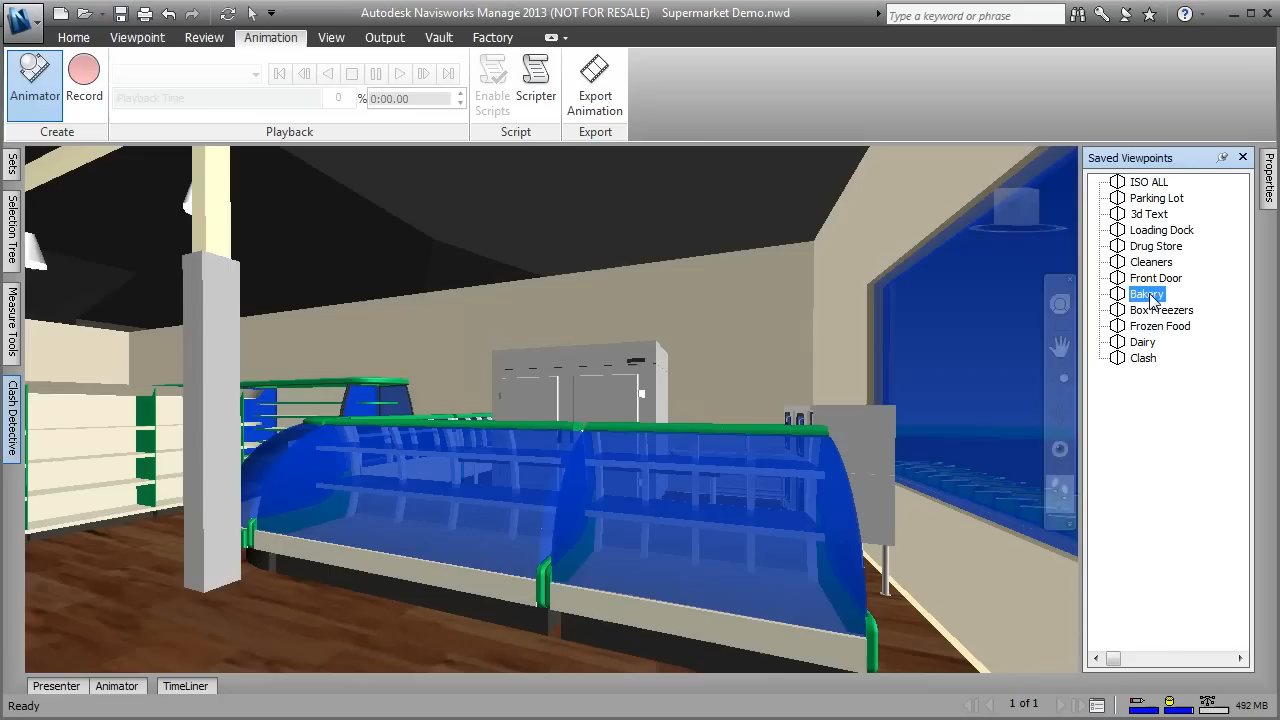 Autodesk Navisworks Manage 2013 (NOT FOR RESALE) Supermarket Demo.nwd
Type a keyword or phrase
Home Viewpoint Review Animation View Output Vault Factory
Animator Record
Playback Time 0 % 0:00.00
Enable Scripts Scripter
Export Animation
Create Playback Script Export
Sets
Selection Tree
Measure Tools
Clash Detective
Saved Viewpoints
ISO ALL
Parking Lot
3d Text
Loading Dock
Drug Store
Cleaners
Front Door
Bakery
Box Freezers
Frozen Food
Dairy
Clash
Properties
Presenter Animator TimeLiner
Ready 1 of 1 492 MB